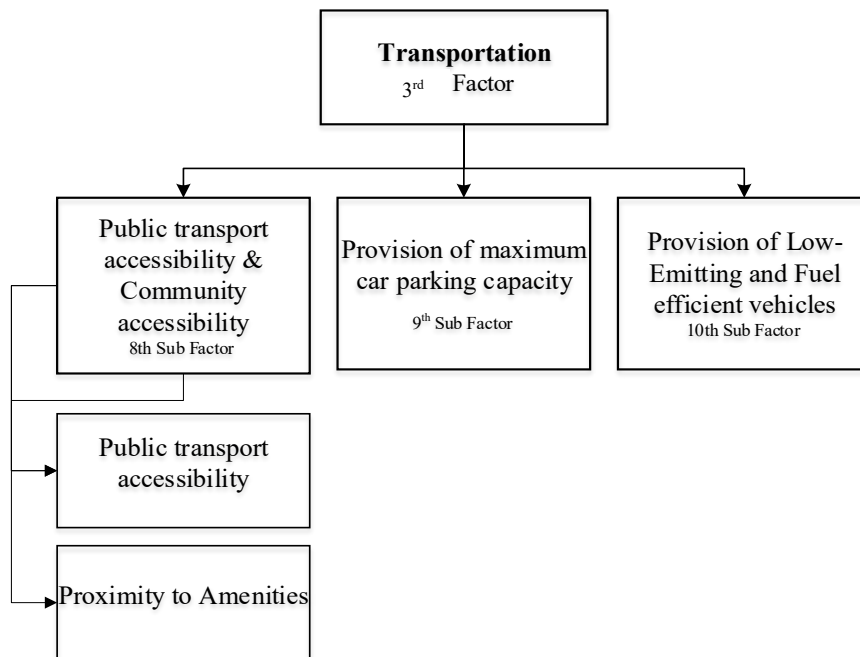 Transportation
3rd Factor
Public transport
accessibility &
Community
accessibility
8th Sub Factor
Provision of maximum
car parking capacity
9th Sub Factor
Provision of Low-
Emitting and Fuel
efficient vehicles
10th Sub Factor
Public transport
accessibility
Proximity to Amenities